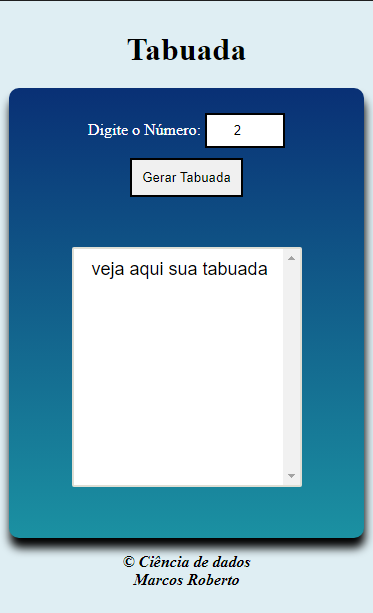 Tabuada
Digite o Número: 2
Gerar Tabuada
veja aqui sua tabuada
© Ciência de dados
Marcos Roberto